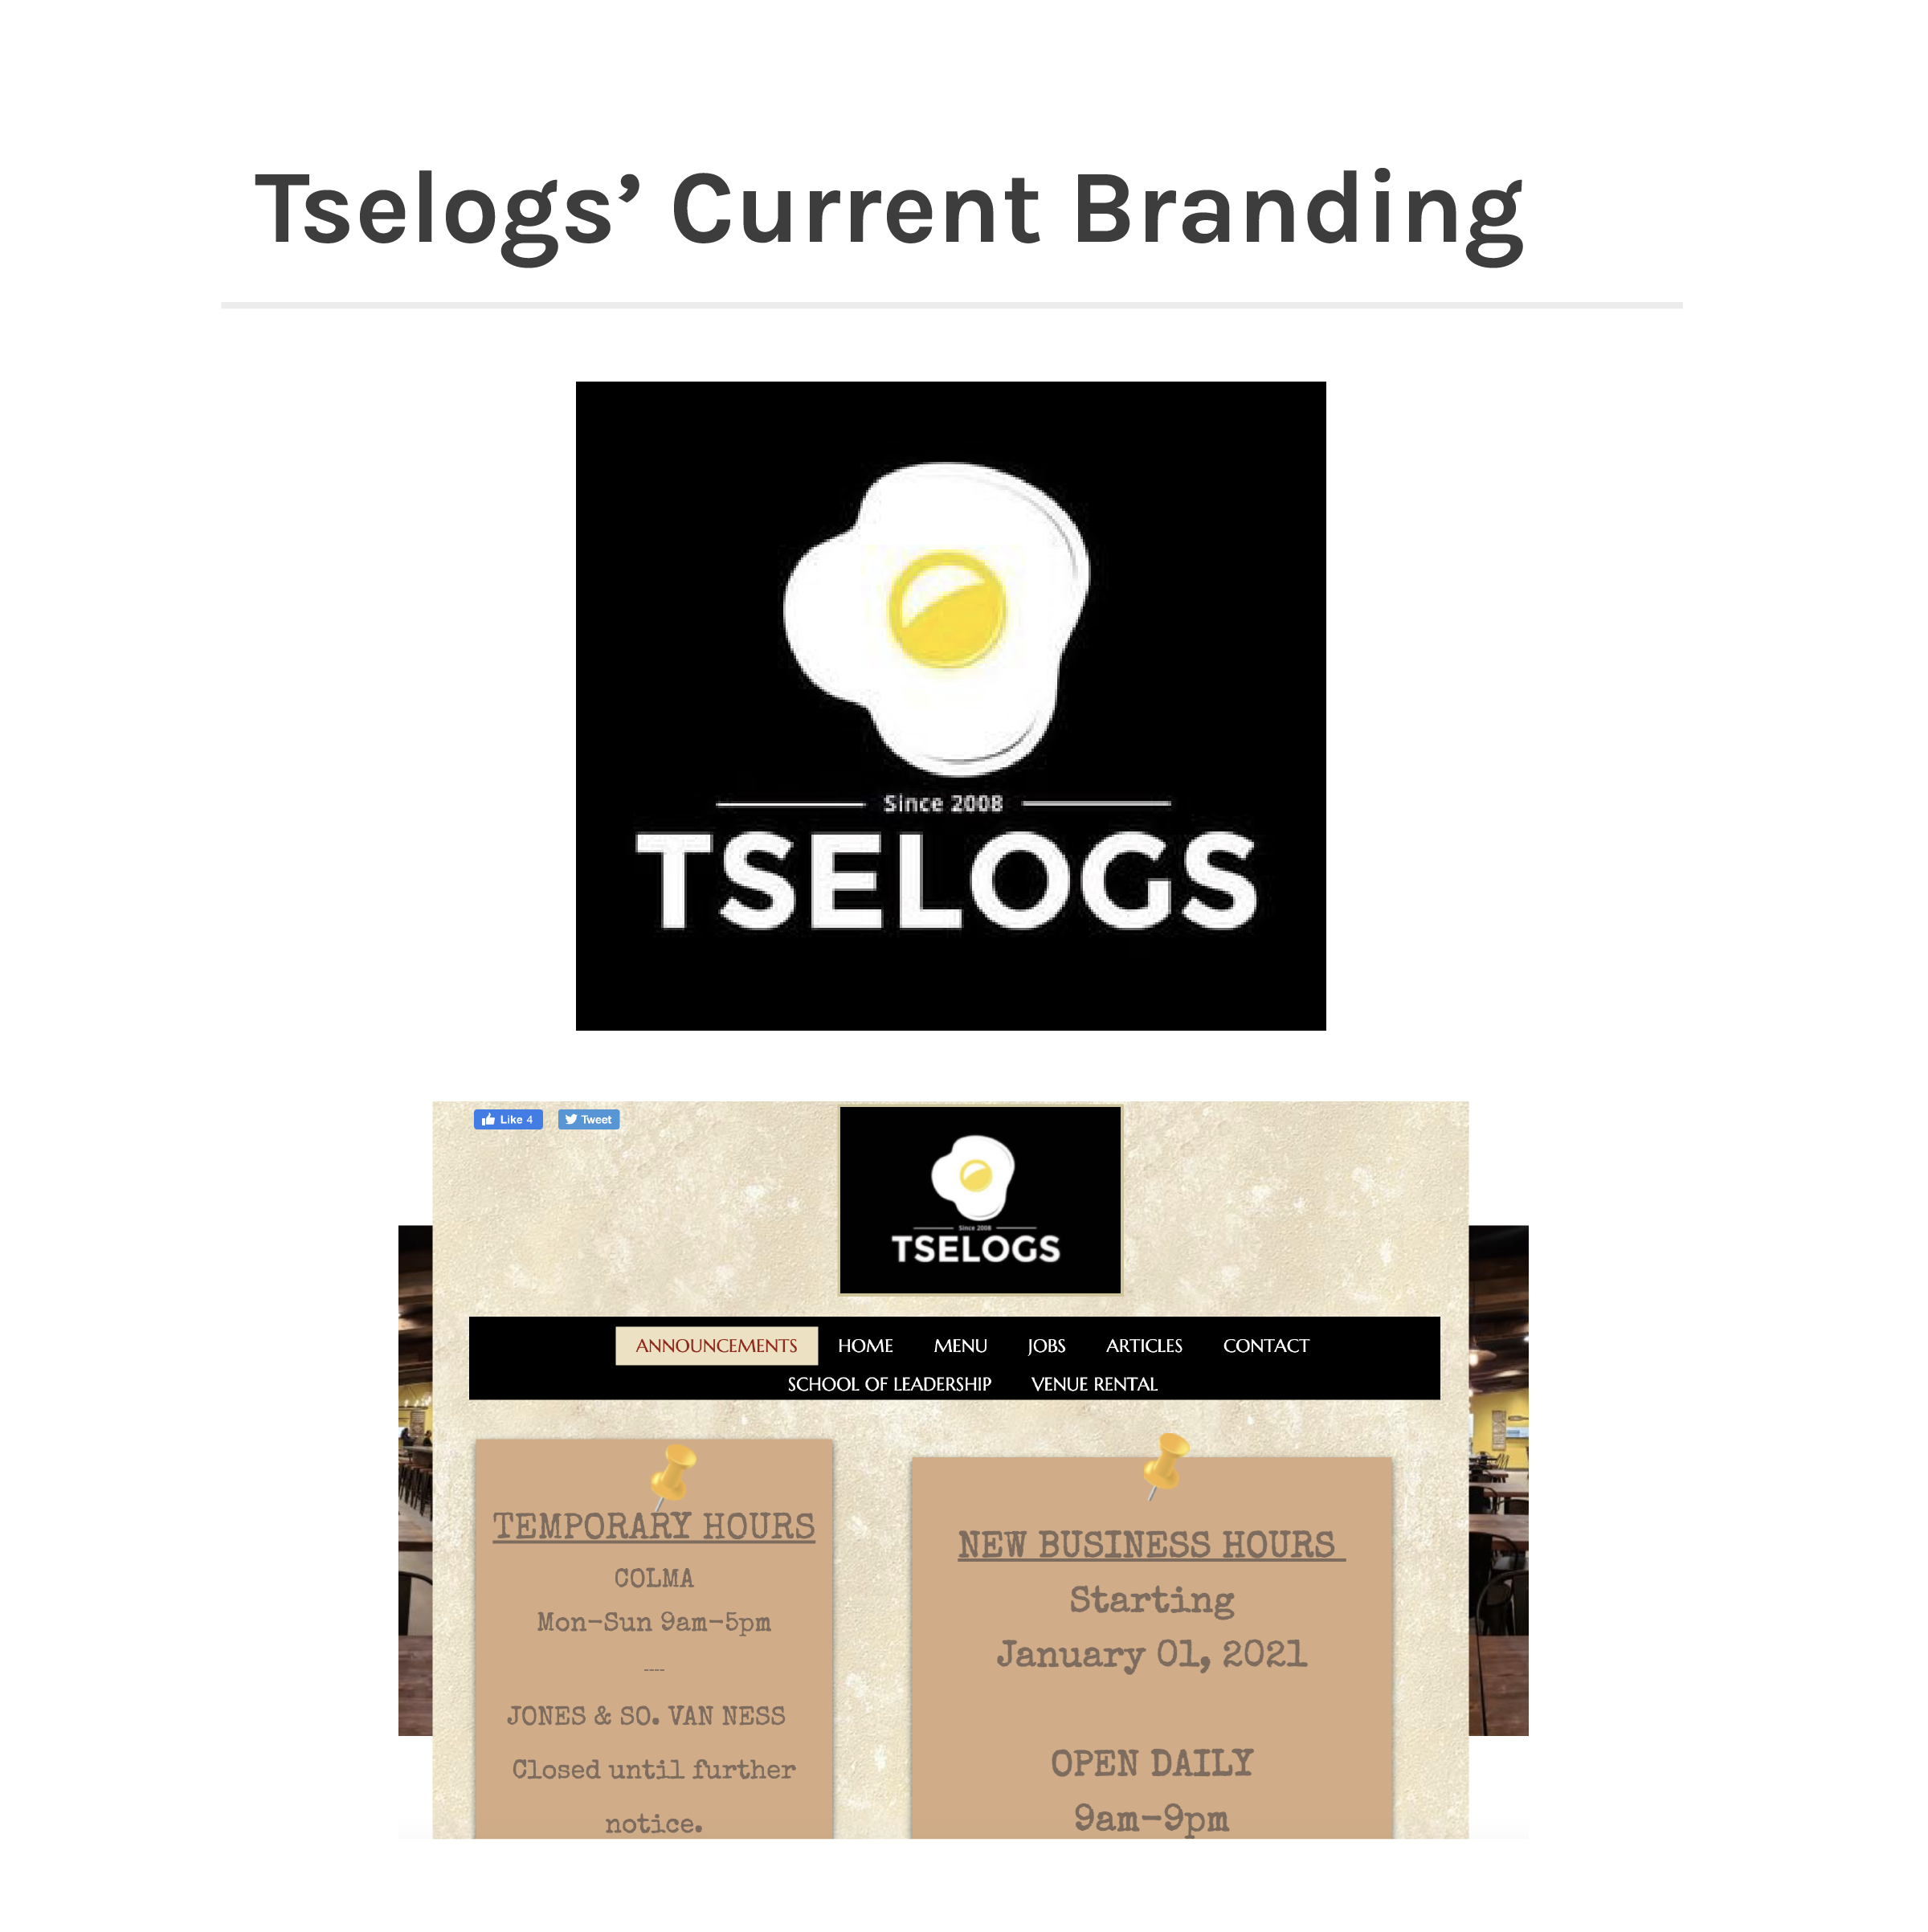 Tselogs’ Current Branding
Since 2008
TSELOGS
Like 4
Tweet
Since 2008
TSELOGS
ANNOUNCEMENTS HOME MENU JOBS ARTICLES CONTACT
SCHOOL OF LEADERSHIP VENUE RENTAL
TEMPORARY HOURS
COLMA
Mon-Sun 9am-5pm
----
JONES & SO. VAN NESS
Closed until further
notice.
NEW BUSINESS HOURS
Starting
January 01, 2021
OPEN DAILY
9am-9pm